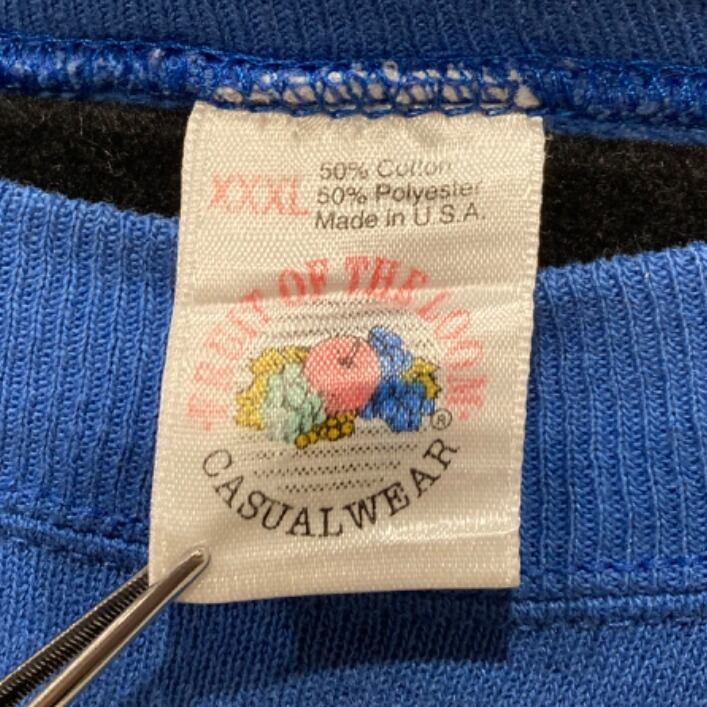 XXXL
50% Cotton
50% Polyester
Made in U.S.A.
FRUIT OF THE LOOM
®
CASUALWEAR